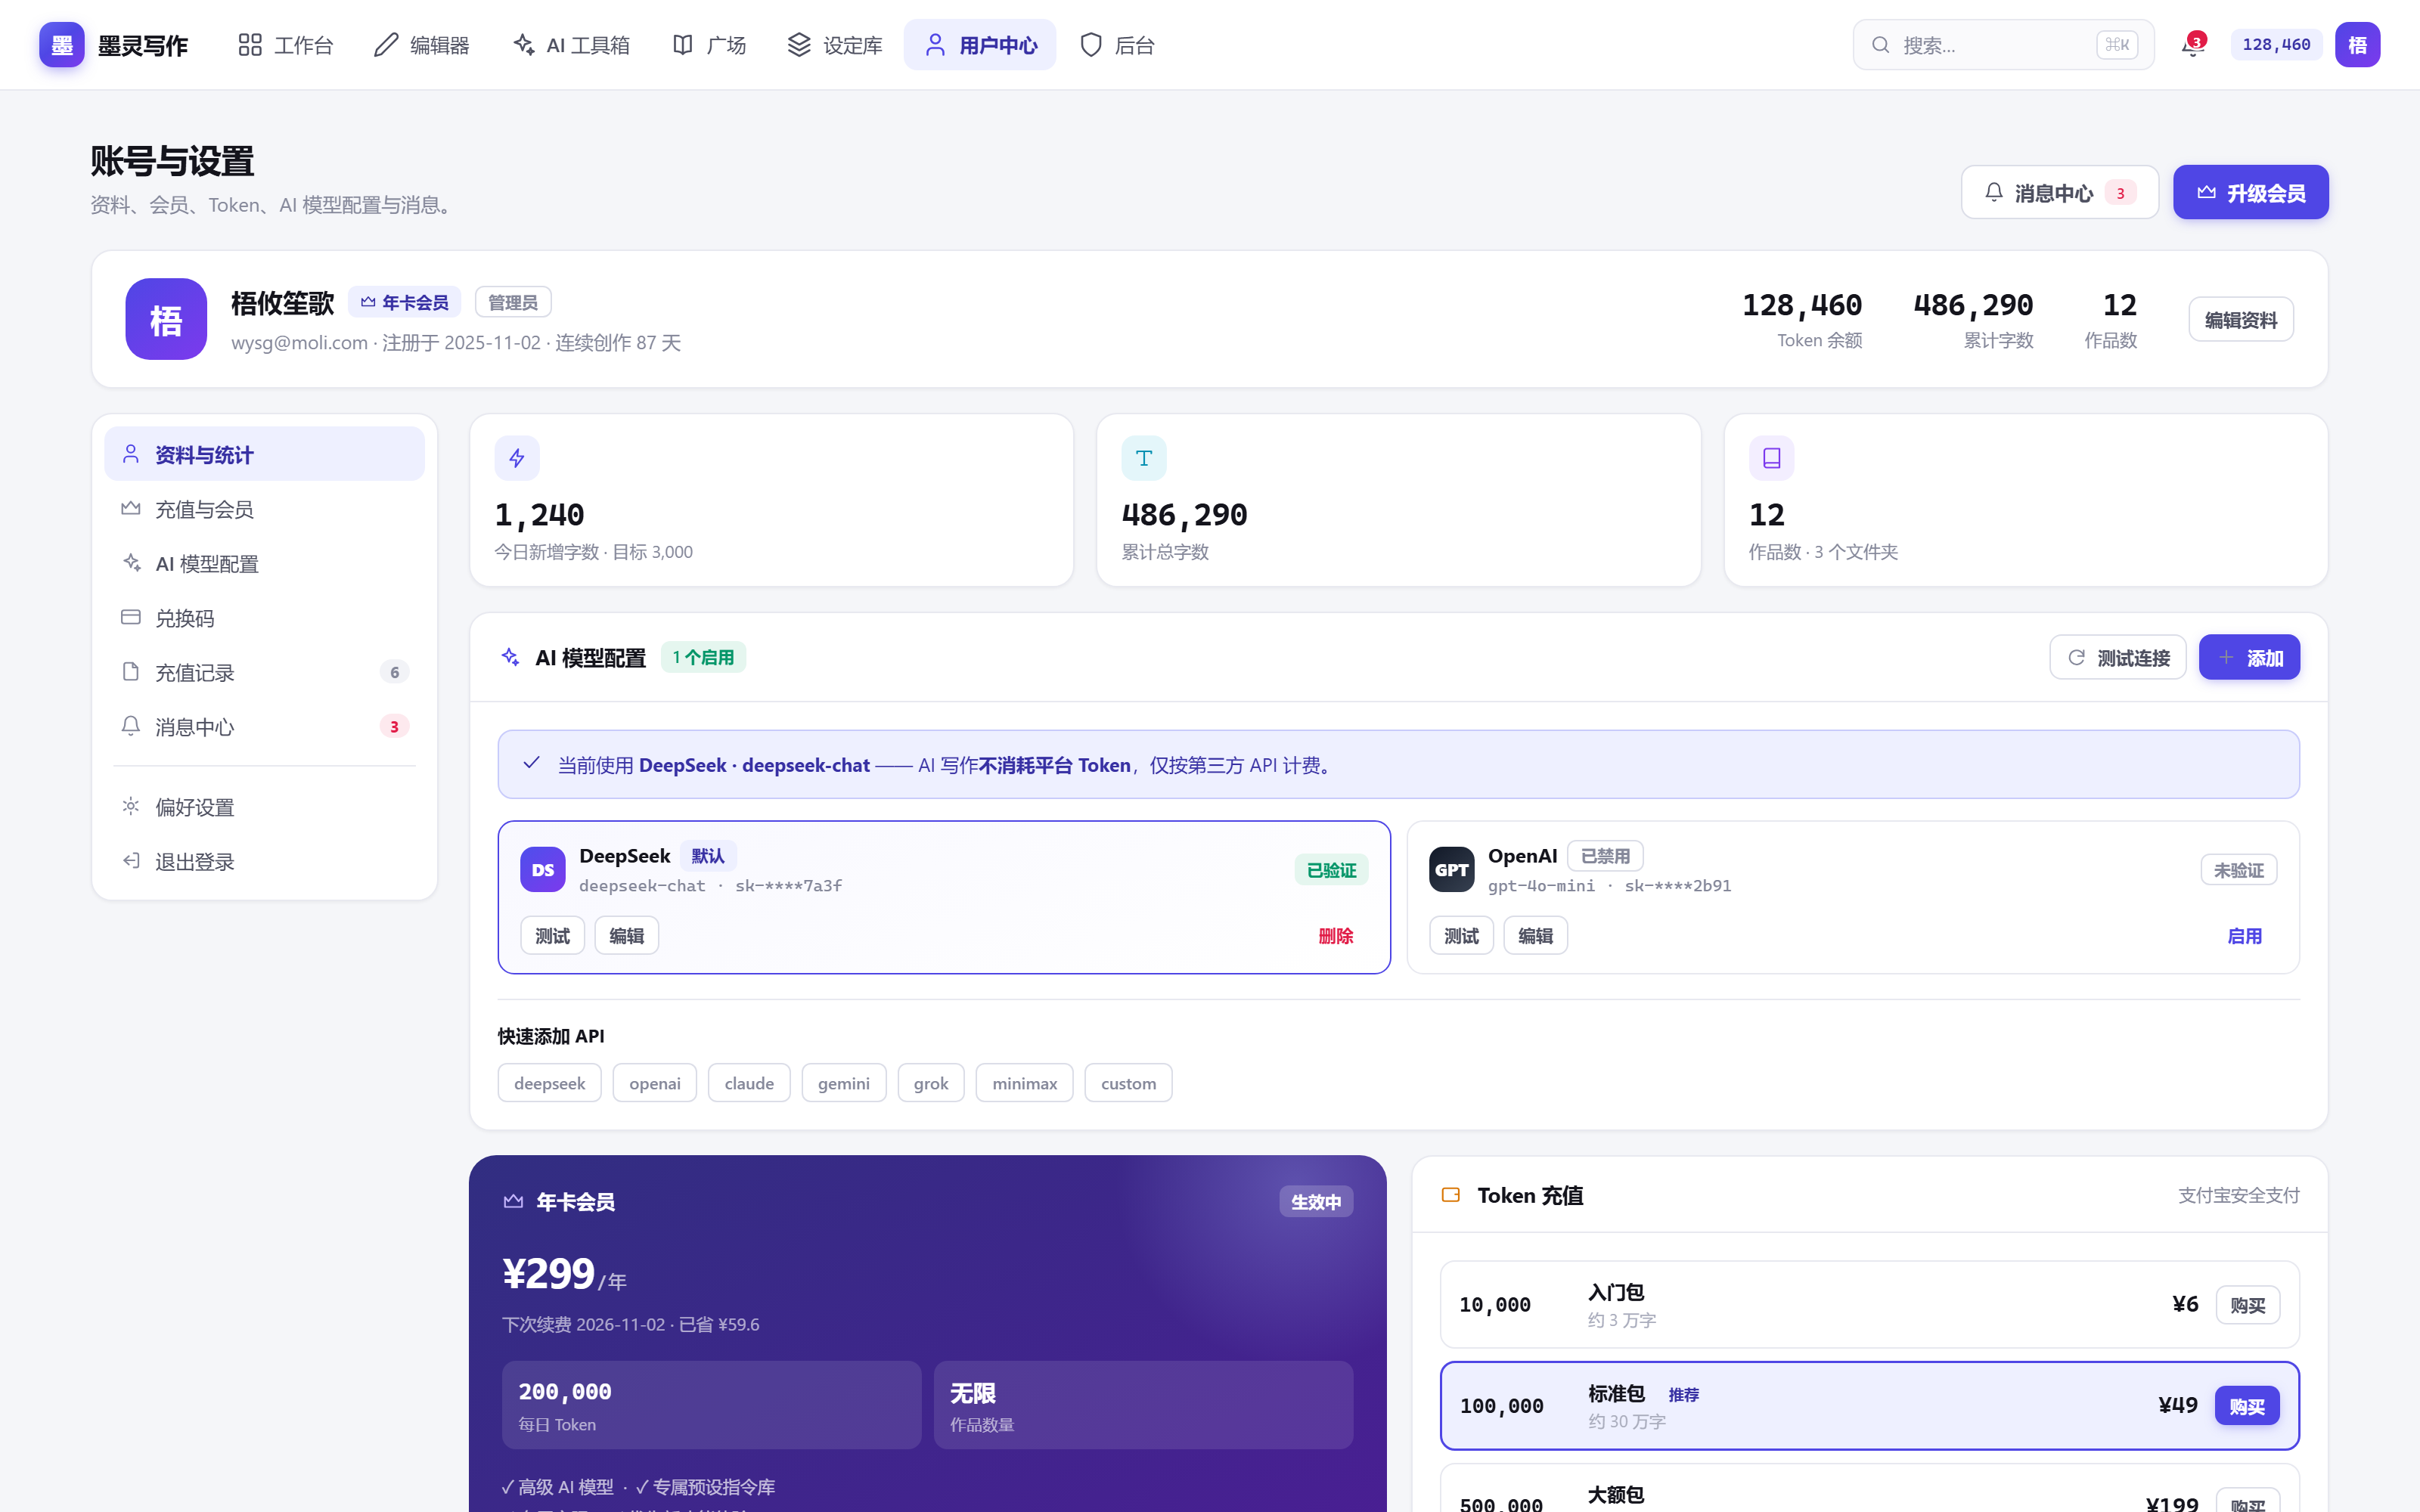 墨 墨灵写作 工作台 编辑器 AI 工具箱 广场 设定库 用户中心 后台 搜索... ⌘K 3 128,460 梧
账号与设置
资料、会员、Token、AI 模型配置与消息。
消息中心 3 升级会员
梧 梧攸笙歌 年卡会员 管理员
wysg@moli.com · 注册于 2025-11-02 · 连续创作 87 天
128,460 486,290 12
Token 余额 累计字数 作品数
编辑资料
资料与统计
充值与会员
AI 模型配置
兑换码
充值记录 6
消息中心 3
偏好设置
退出登录
1,240
今日新增字数 · 目标 3,000
486,290
累计总字数
12
作品数 · 3 个文件夹
AI 模型配置 1 个启用 测试连接 添加
当前使用 DeepSeek · deepseek-chat —— AI 写作不消耗平台 Token，仅按第三方 API 计费。
DS DeepSeek 默认 已验证
deepseek-chat · sk-****7a3f
测试 编辑 删除
GPT OpenAI 已禁用 未验证
gpt-4o-mini · sk-****2b91
测试 编辑 启用
快速添加 API
deepseek openai claude gemini grok minimax custom
年卡会员 生效中
¥299/年
下次续费 2026-11-02 · 已省 ¥59.6
200,000
每日 Token
无限
作品数量
✓ 高级 AI 模型 · ✓ 专属预设指令库
Token 充值 支付宝安全支付
10,000 入门包 ¥6 购买
约 3 万字
100,000 标准包 推荐 ¥49 购买
约 30 万字
500,000 大额包 ¥199 购买